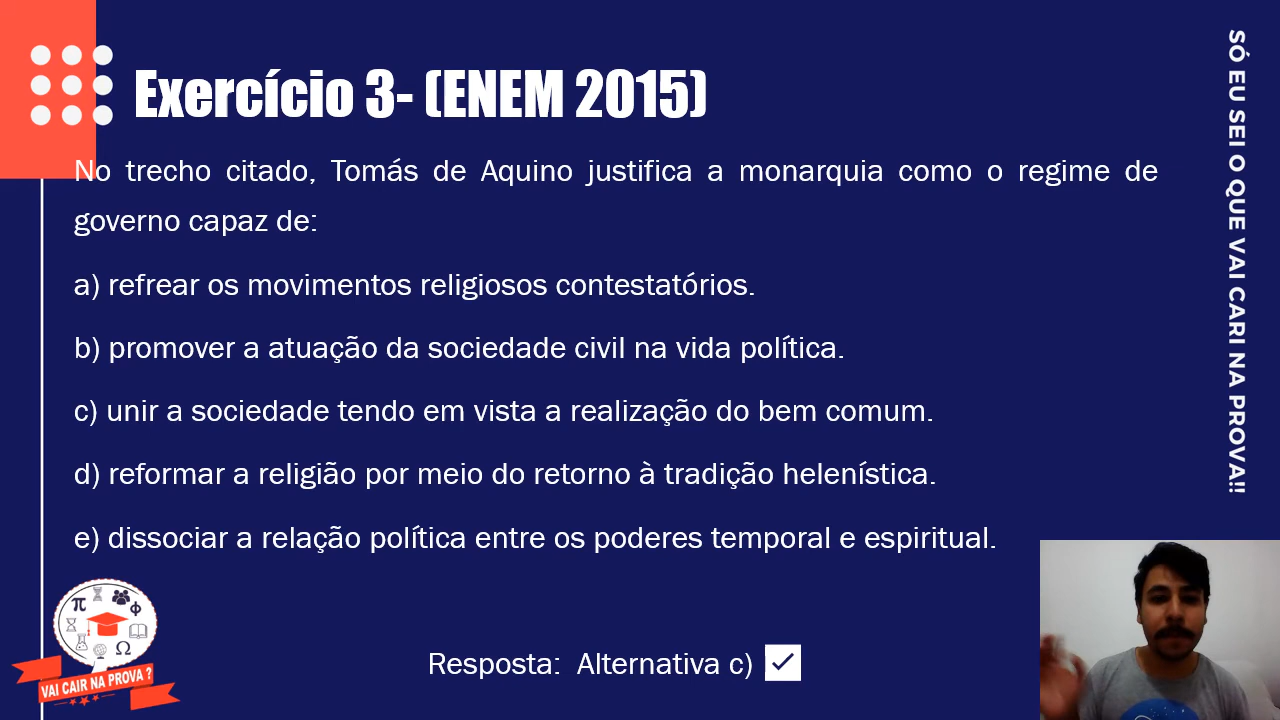 Exercício 3- (ENEM 2015)
No trecho citado, Tomás de Aquino justifica a monarquia como o regime de
governo capaz de:
a) refrear os movimentos religiosos contestatórios.
b) promover a atuação da sociedade civil na vida política.
c) unir a sociedade tendo em vista a realização do bem comum.
d) reformar a religião por meio do retorno à tradição helenística.
e) dissociar a relação política entre os poderes temporal e espiritual.
Resposta: Alternativa c)
SÓ EU SEI O QUE VAI CARI NA PROVA!!
π
ϕ
Ω
VAI CAIR NA PROVA ?